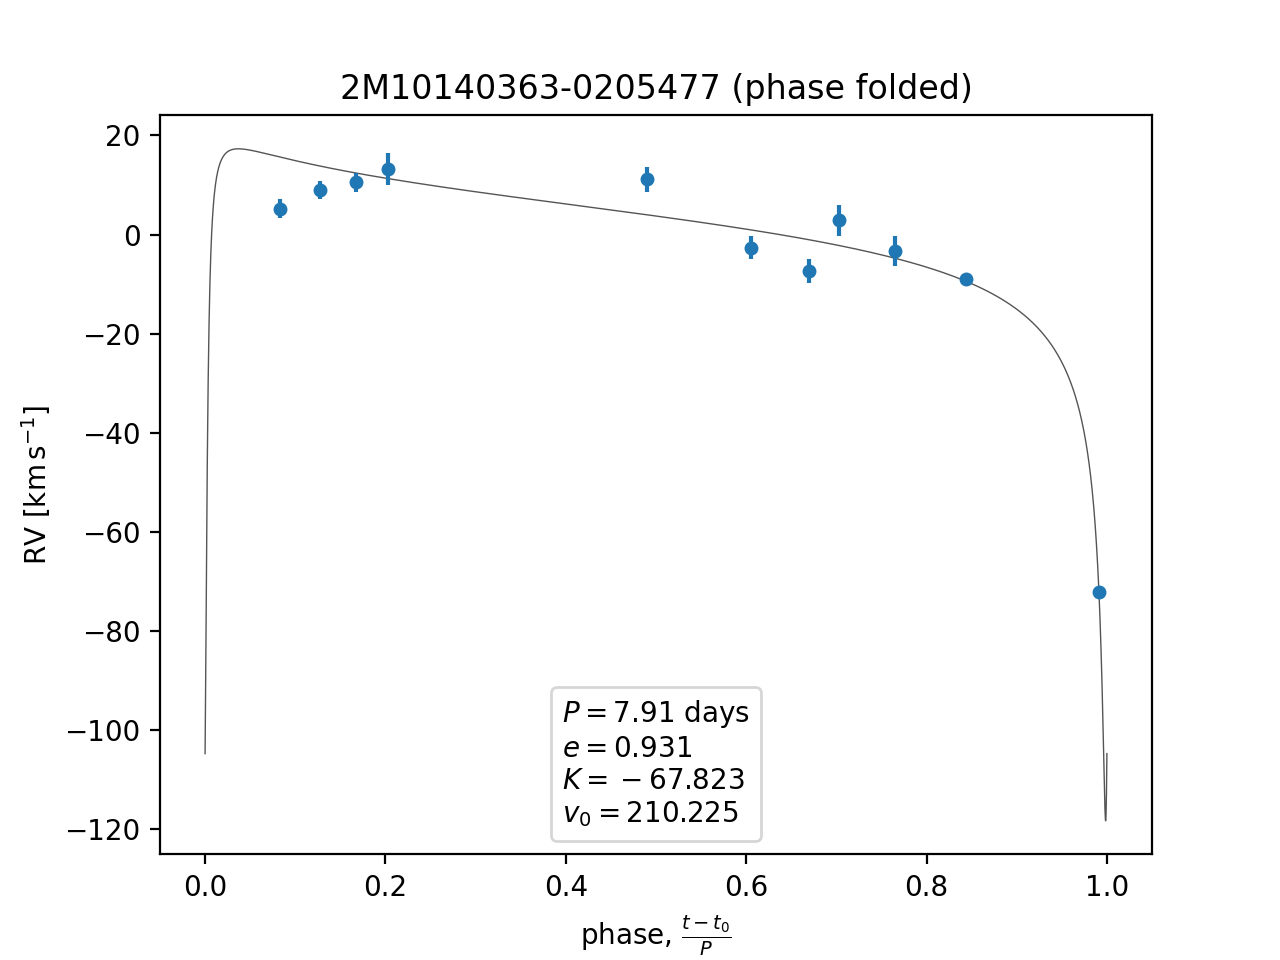 2M10140363-0205477 (phase folded)
20
0
−20
−40
−60
−80
−100
−120
RV [km s⁻¹]
P = 7.91 days
e = 0.931
K = −67.823
v₀ = 210.225
0.0 0.2 0.4 0.6 0.8 1.0
phase, (t − t₀)/P